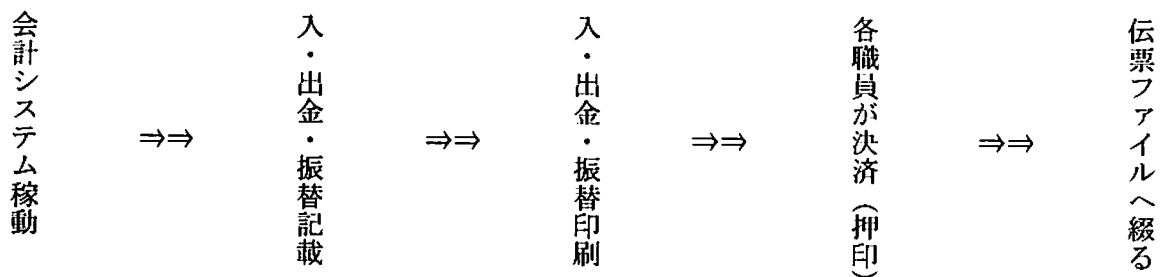 会計システム稼動
⇒⇒
入・出金・振替記載
⇒⇒
入・出金・振替印刷
⇒⇒
各職員が決済（押印）
⇒⇒
伝票ファイルへ綴る